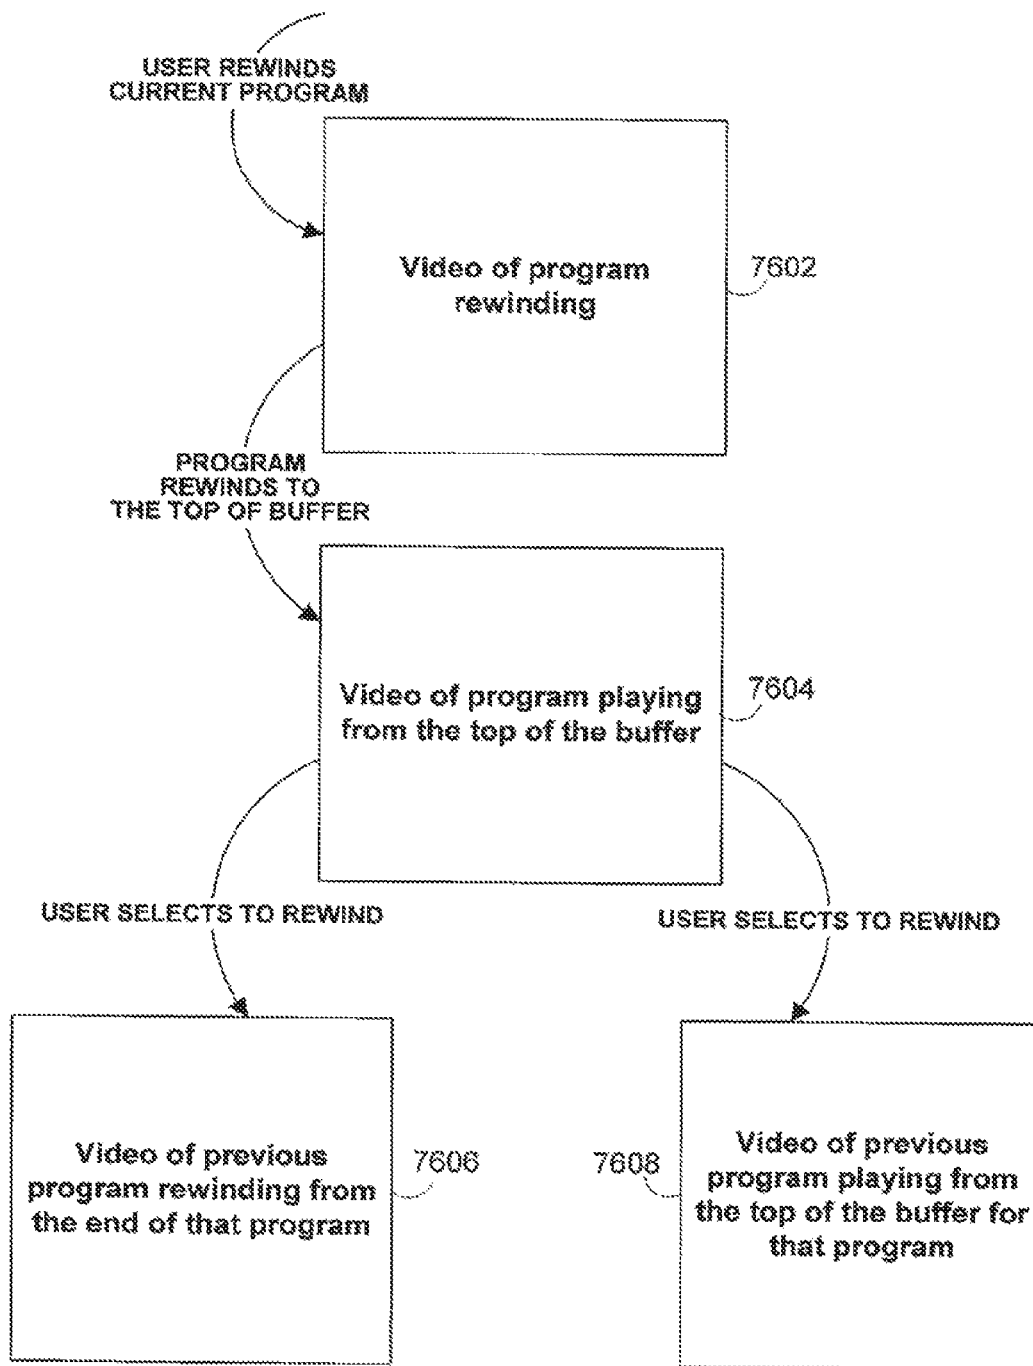 USER REWINDS
CURRENT PROGRAM
Video of program
rewinding
7602
PROGRAM
REWINDS TO
THE TOP OF BUFFER
Video of program playing
from the top of the buffer
7604
USER SELECTS TO REWIND
USER SELECTS TO REWIND
Video of previous
program rewinding from
the end of that program
7606
7608
Video of previous
program playing from
the top of the buffer for
that program